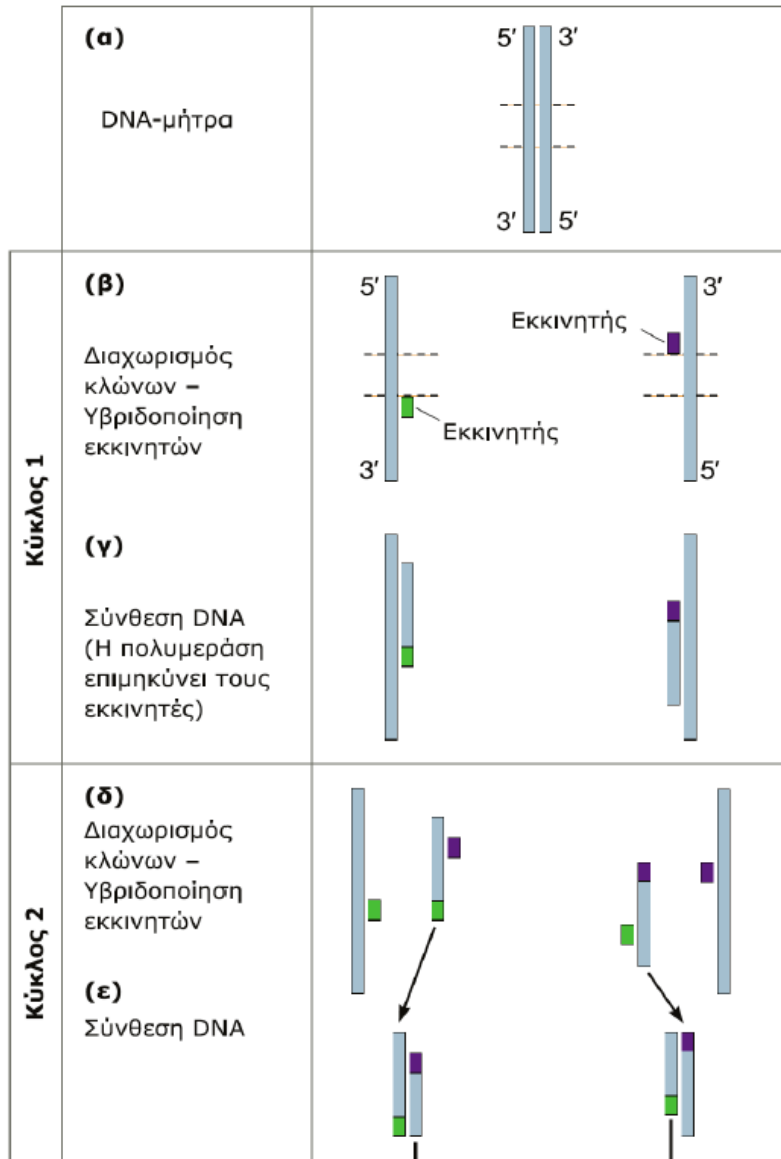 (α)
5′ 3′
DNA-μήτρα
3′ 5′
Κύκλος 1
(β)
Διαχωρισμός
κλώνων –
Υβριδοποίηση
εκκινητών
5′
3′
Εκκινητής
Εκκινητής
3′
5′
(γ)
Σύνθεση DNA
(Η πολυμεράση
επιμηκύνει τους
εκκινητές)
Κύκλος 2
(δ)
Διαχωρισμός
κλώνων –
Υβριδοποίηση
εκκινητών
(ε)
Σύνθεση DNA